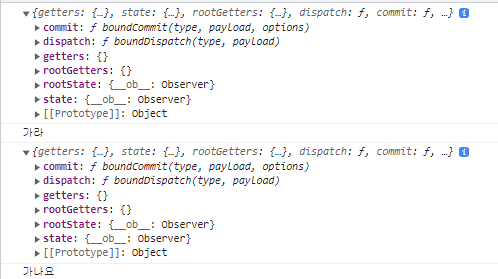 ▼{getters: {…}, state: {…}, rootGetters: {…}, dispatch: ƒ, commit: ƒ, …} i
▶commit: ƒ boundCommit(type, payload, options)
▶dispatch: ƒ boundDispatch(type, payload)
▶getters: {}
▶rootGetters: {}
▶rootState: {__ob__: Observer}
▶state: {__ob__: Observer}
▶[[Prototype]]: Object
가라
▼{getters: {…}, state: {…}, rootGetters: {…}, dispatch: ƒ, commit: ƒ, …} i
▶commit: ƒ boundCommit(type, payload, options)
▶dispatch: ƒ boundDispatch(type, payload)
▶getters: {}
▶rootGetters: {}
▶rootState: {__ob__: Observer}
▶state: {__ob__: Observer}
▶[[Prototype]]: Object
가나요